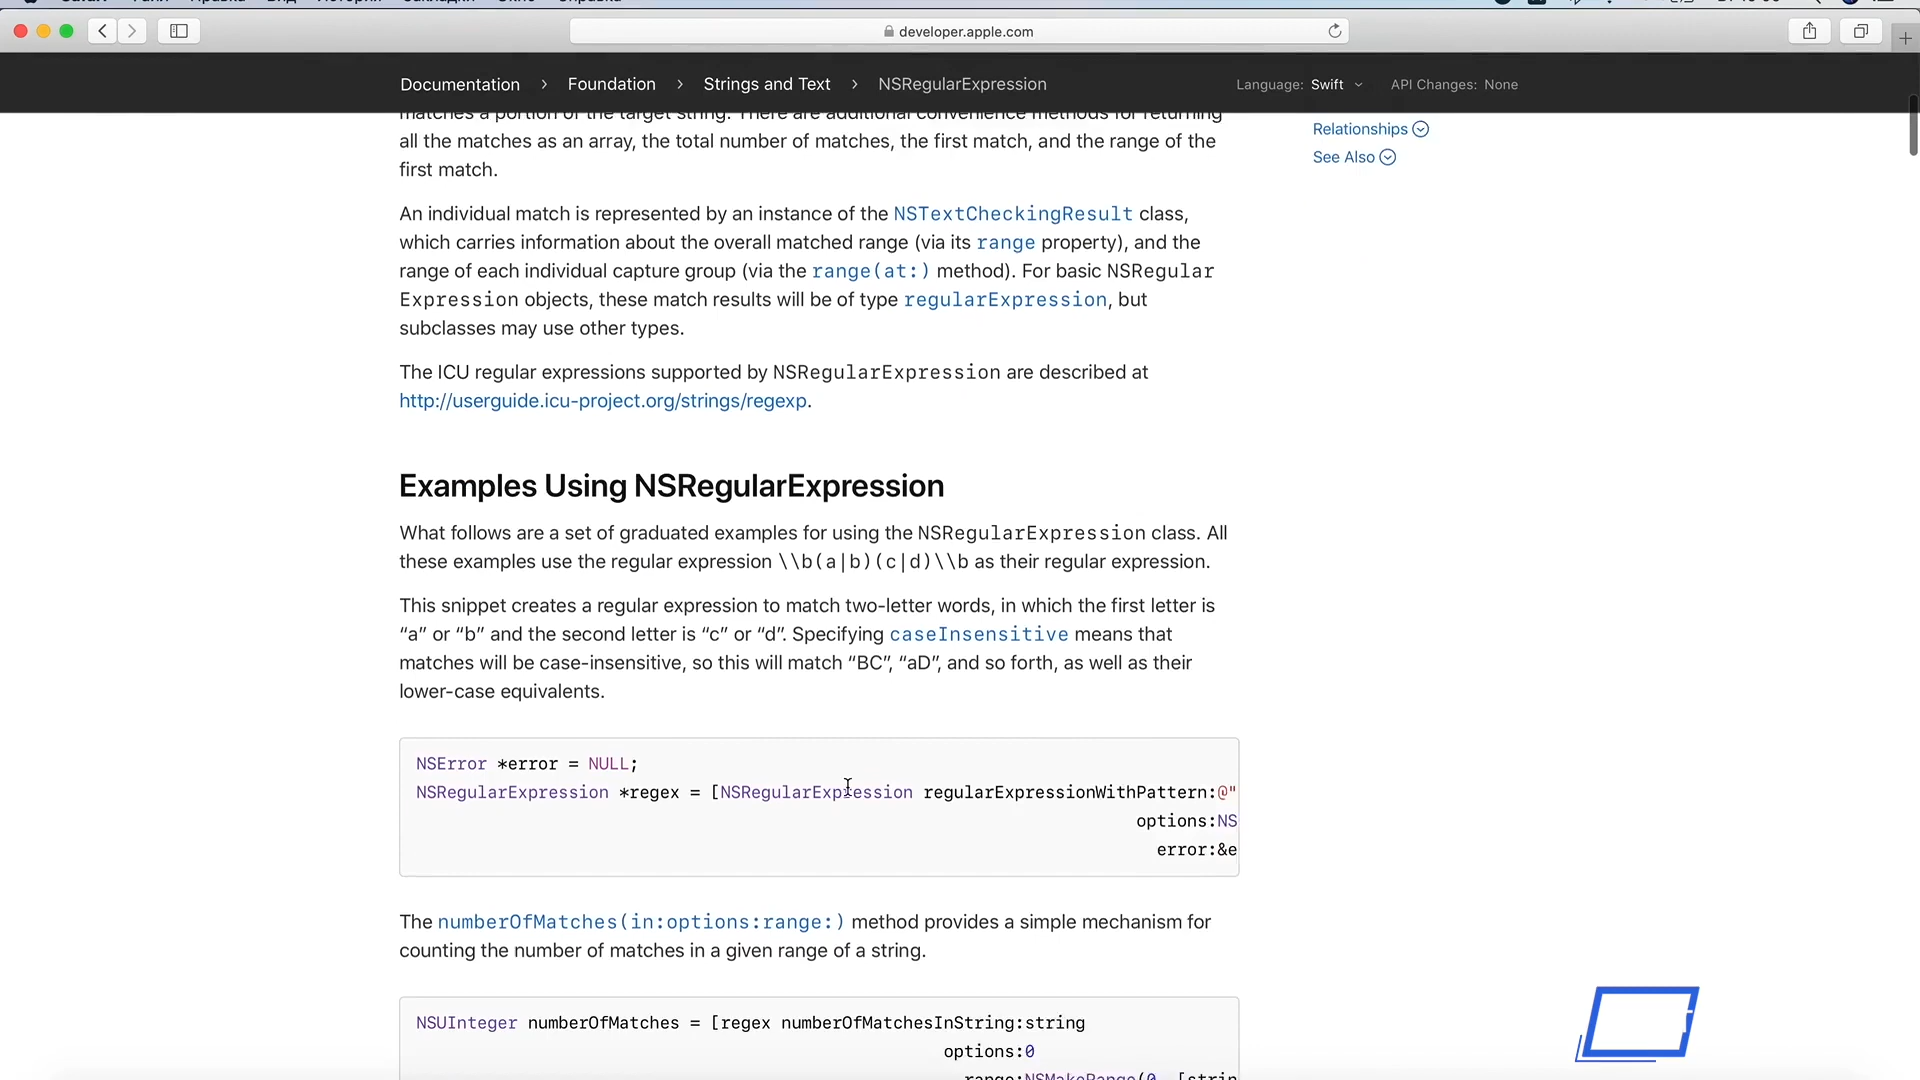 developer.apple.com
Documentation > Foundation > Strings and Text > NSRegularExpression Language: Swift API Changes: None
matches a portion of the target string. There are additional convenience methods for returning
all the matches as an array, the total number of matches, the first match, and the range of the
first match.
Relationships
See Also
An individual match is represented by an instance of the NSTextCheckingResult class,
which carries information about the overall matched range (via its range property), and the
range of each individual capture group (via the range(at:) method). For basic NSRegular
Expression objects, these match results will be of type regularExpression, but
subclasses may use other types.
The ICU regular expressions supported by NSRegularExpression are described at
http://userguide.icu-project.org/strings/regexp.
Examples Using NSRegularExpression
What follows are a set of graduated examples for using the NSRegularExpression class. All
these examples use the regular expression \\b(a|b)(c|d)\\b as their regular expression.
This snippet creates a regular expression to match two-letter words, in which the first letter is
“a” or “b” and the second letter is “c” or “d”. Specifying caseInsensitive means that
matches will be case-insensitive, so this will match “BC”, “aD”, and so forth, as well as their
lower-case equivalents.
NSError *error = NULL;
NSRegularExpression *regex = [NSRegularExpression regularExpressionWithPattern:@"
options:NS
error:&e
The numberOfMatches(in:options:range:) method provides a simple mechanism for
counting the number of matches in a given range of a string.
NSUInteger numberOfMatches = [regex numberOfMatchesInString:string
options:0
range:NSMakeRange(0, [strin